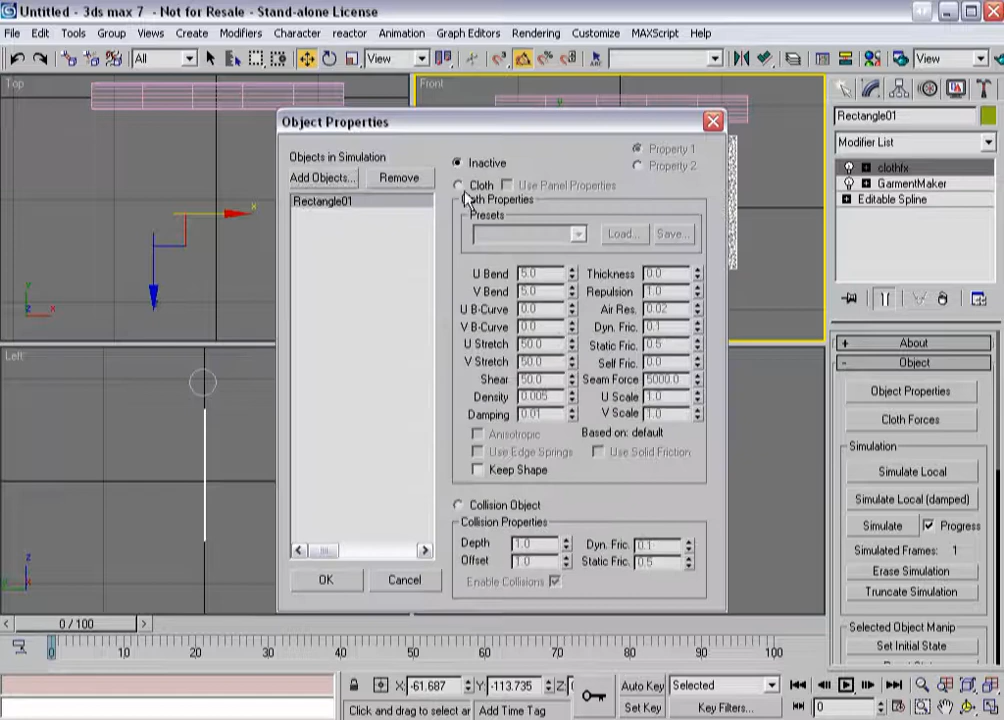 Untitled - 3ds max 7 - Not for Resale - Stand-alone License
File Edit Tools Group Views Create Modifiers Character reactor Animation Graph Editors Rendering Customize MAXScript Help
All View View
Top
Front
Left
Object Properties
Objects in Simulation
Add Objects... Remove
Rectangle01
OK Cancel
Inactive
Property 1
Property 2
Cloth Use Panel Properties
Cloth Properties
Presets
Load... Save...
U Bend 5.0 Thickness 0.0
V Bend 5.0 Repulsion 1.0
U B-Curve 0.0 Air Res. 0.02
V B-Curve 0.0 Dyn. Fric. 0.1
U Stretch 50.0 Static Fric. 0.5
V Stretch 50.0 Self Fric. 0.0
Shear 50.0 Seam Force 5000.0
Density 0.005 U Scale 1.0
Damping 0.01 V Scale 1.0
Anisotropic Based on: default
Use Edge Springs Use Solid Friction
Keep Shape
Collision Object
Collision Properties
Depth 1.0 Dyn. Fric. 0.1
Offset 1.0 Static Fric. 0.5
Enable Collisions
Rectangle01
Modifier List
clothfx
GarmentMaker
Editable Spline
+ About
- Object
Object Properties
Cloth Forces
Simulation
Simulate Local
Simulate Local (damped)
Simulate Progress
Simulated Frames: 1
Erase Simulation
Truncate Simulation
Selected Object Manip
Set Initial State
0 / 100
0 10 20 30 40 50 60 70 80 90 100
X: -61.687 Y: -113.735 Z:
Auto Key Selected
Click and drag to select ar Add Time Tag Set Key Key Filters... 0